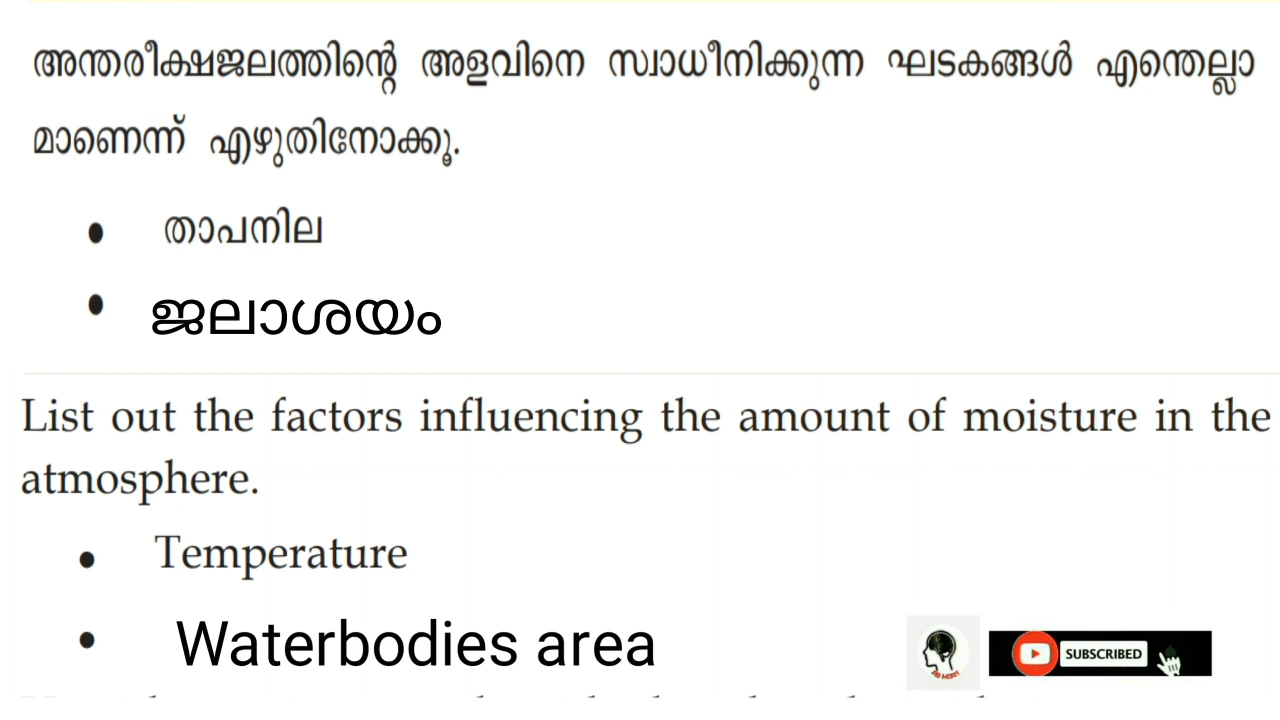 അന്തരീക്ഷജലത്തിന്റെ അളവിനെ സ്വാധീനിക്കുന്ന ഘടകങ്ങൾ എന്തെല്ലാ
മാണെന്ന് എഴുതിനോക്കൂ.
• താപനില
• ജലാശയം
List out the factors influencing the amount of moisture in the
atmosphere.
• Temperature
• Waterbodies area
SUBSCRIBED